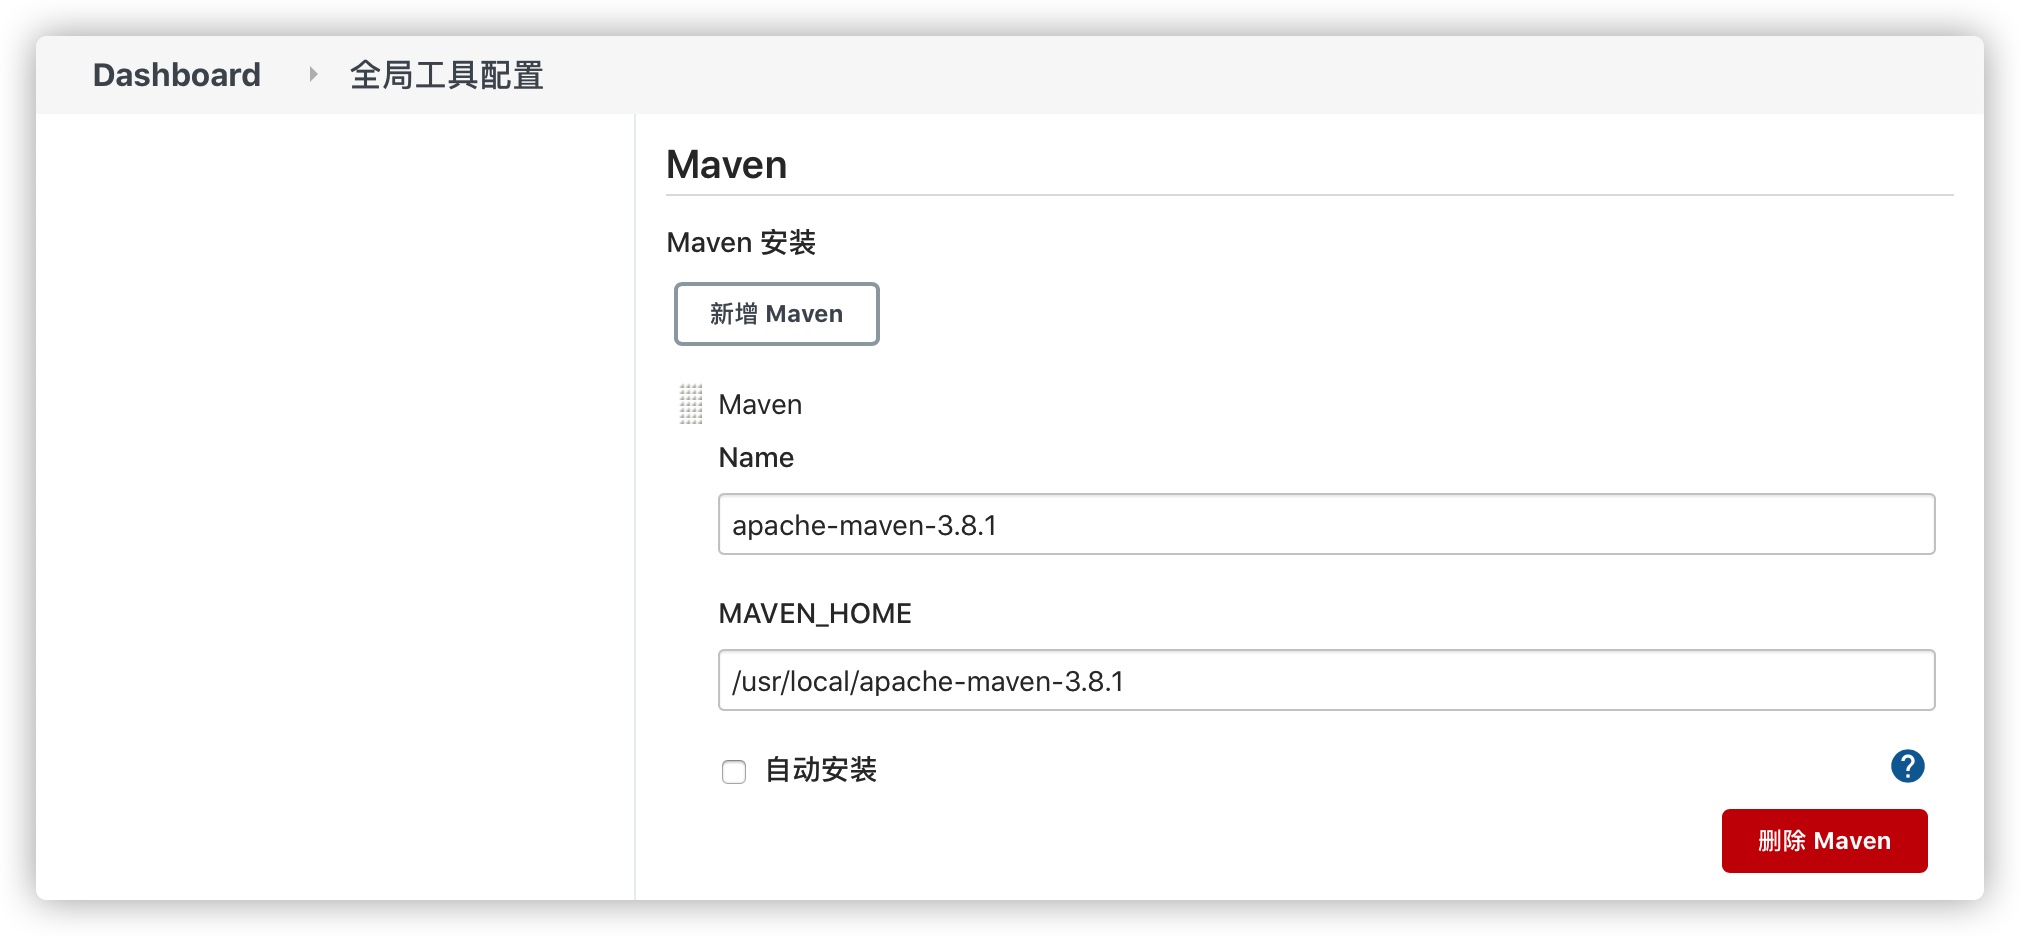 Dashboard 全局工具配置
Maven
Maven 安装
新增 Maven
Maven
Name
apache-maven-3.8.1
MAVEN_HOME
/usr/local/apache-maven-3.8.1
自动安装
?
删除 Maven